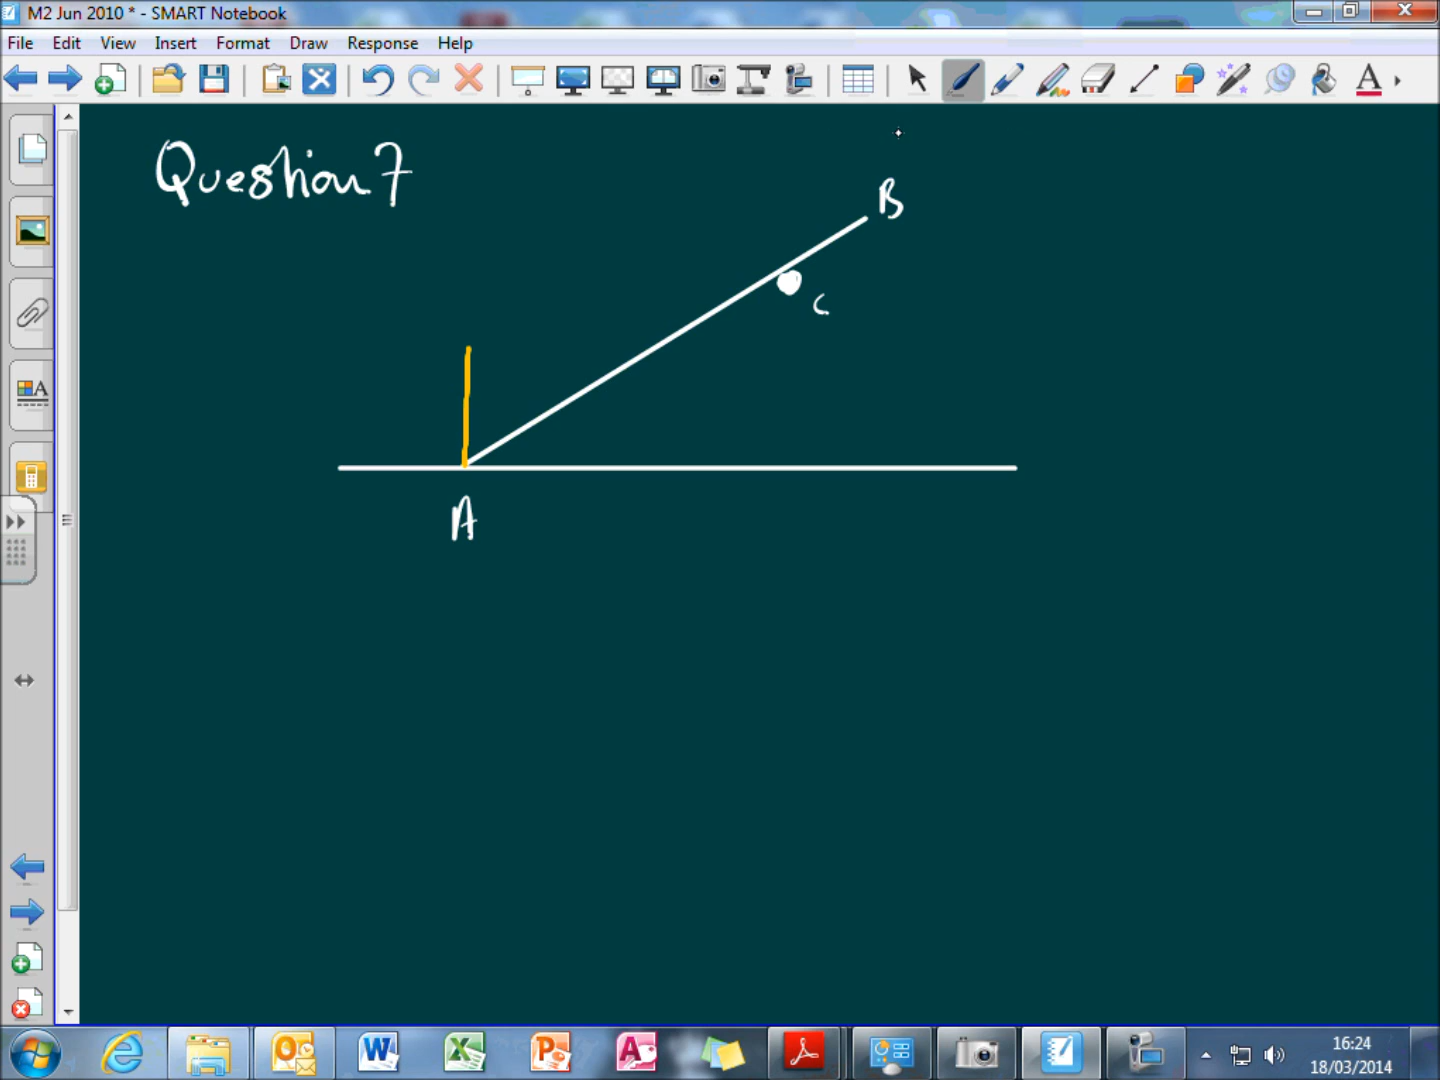 M2 Jun 2010 * - SMART Notebook
File Edit View Insert Format Draw Response Help
Question 7
B
C
A
16:24
18/03/2014